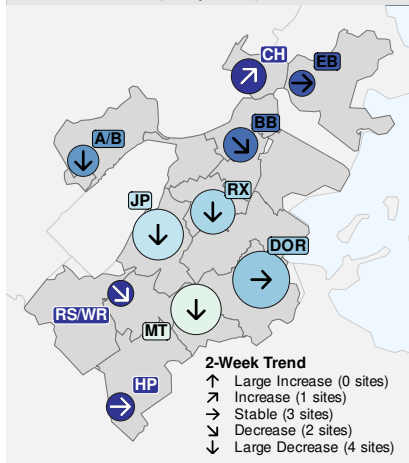 CH
EB
BB
A/B
RX
JP
DOR
RS/WR
MT
HP
2-Week Trend
↑ Large Increase (0 sites)
↗ Increase (1 sites)
→ Stable (3 sites)
↘ Decrease (2 sites)
↓ Large Decrease (4 sites)